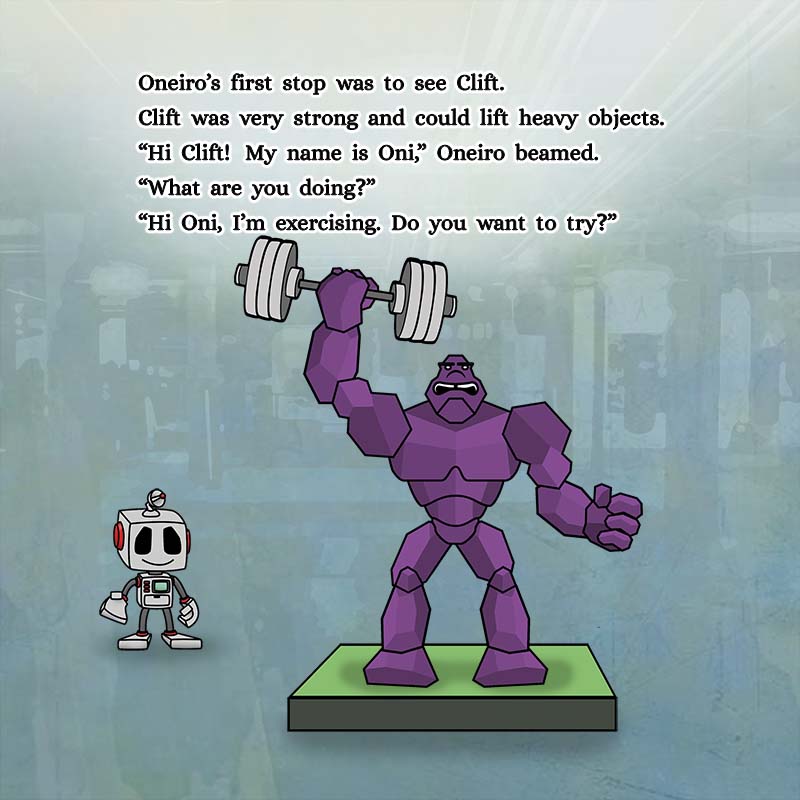 Oneiro’s first stop was to see Clift.
Clift was very strong and could lift heavy objects.
“Hi Clift!  My name is Oni,” Oneiro beamed.
“What are you doing?”
“Hi Oni, I’m exercising. Do you want to try?”